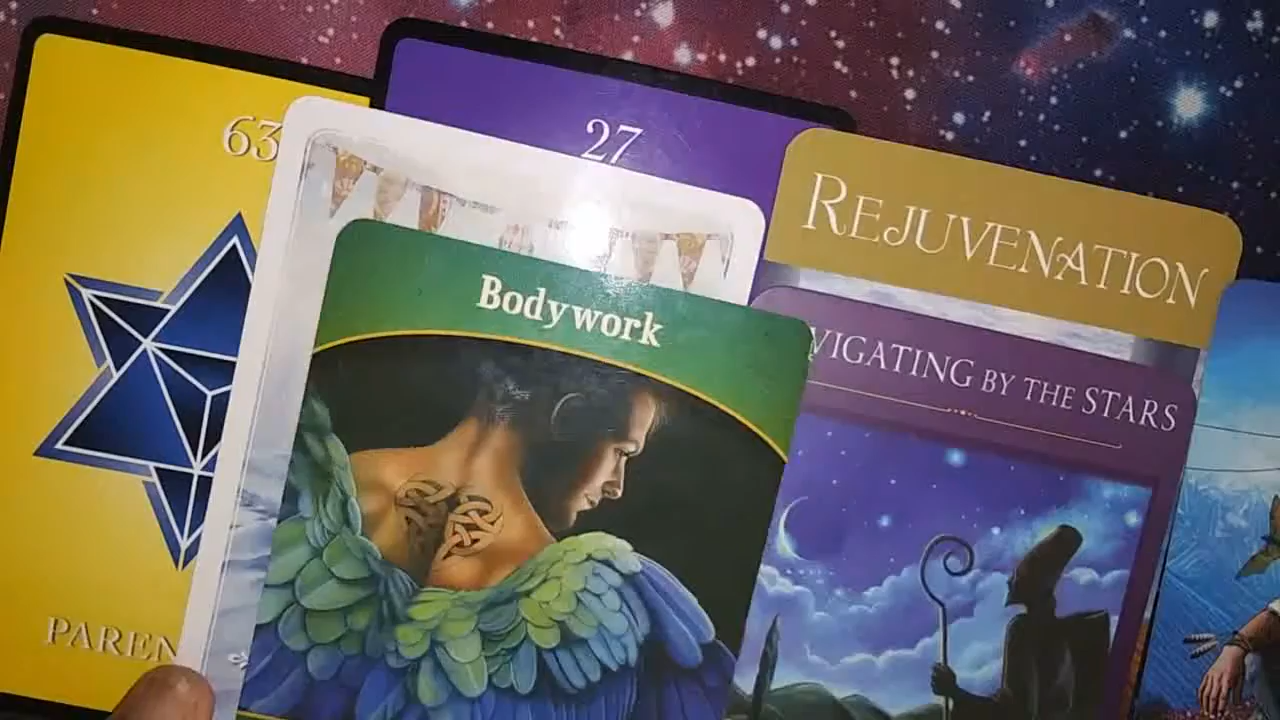 63
27
REJUVENATION
Bodywork
VIGATING BY THE STARS
PAREN